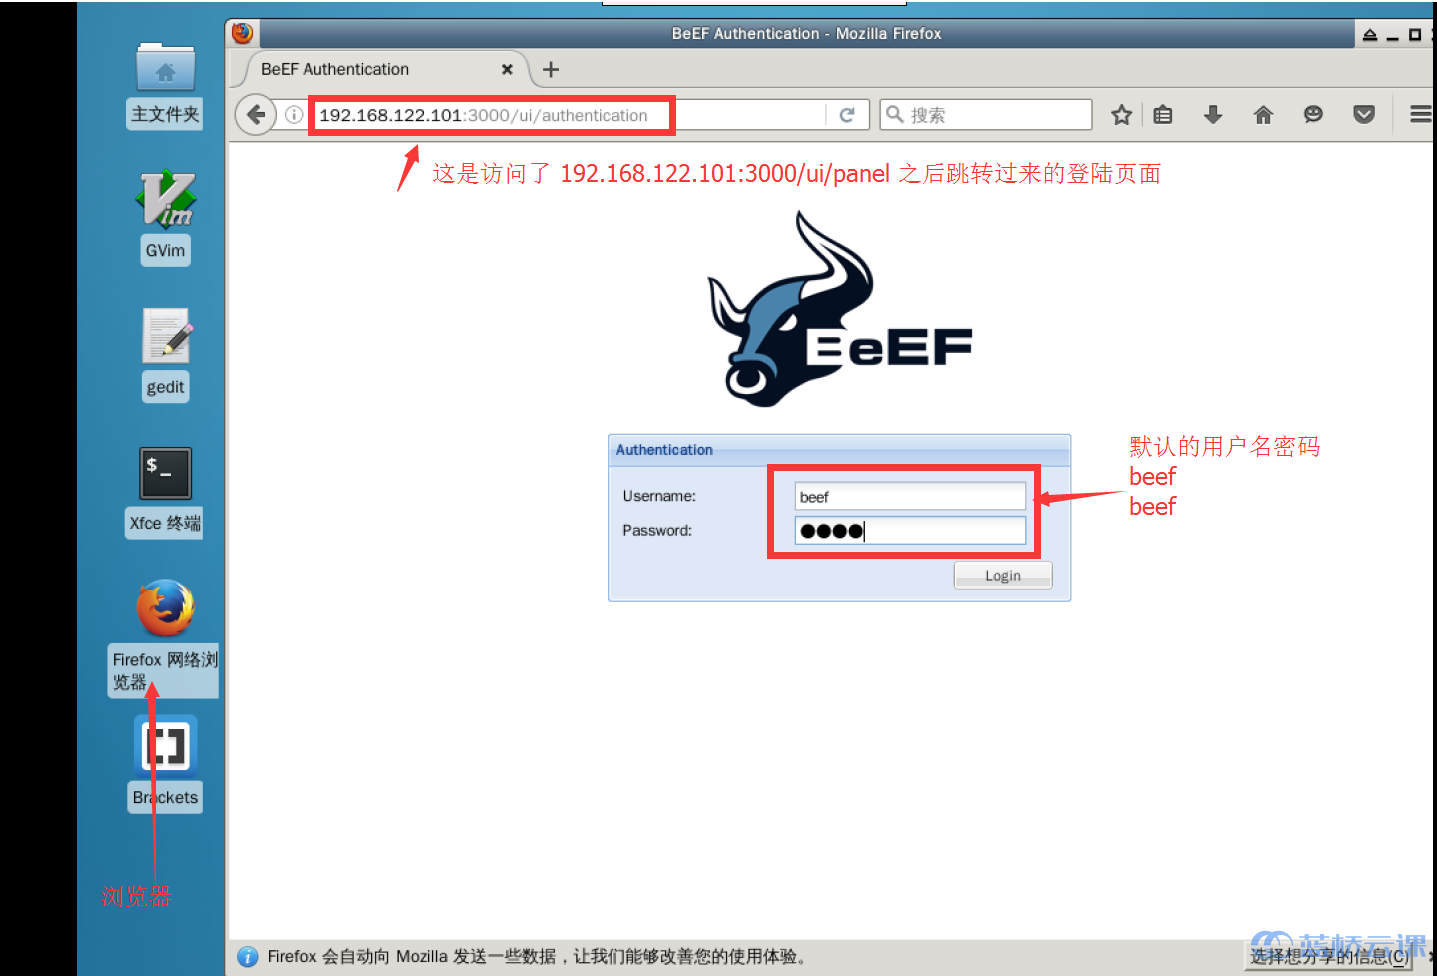 BeEF Authentication - Mozilla Firefox
BeEF Authentication
192.168.122.101:3000/ui/authentication
搜索
这是访问了 192.168.122.101:3000/ui/panel 之后跳转过来的登陆页面
主文件夹
GVim
gedit
$_
Xfce 终端
Firefox 网络浏
览器
Brackets
浏览器
Vim
BeEF
Authentication
Username:
beef
Password:
Login
默认的用户名密码
beef
beef
Firefox 会自动向 Mozilla 发送一些数据，让我们能够改善您的使用体验。
选择想分享的信息(C)
蓝桥云课